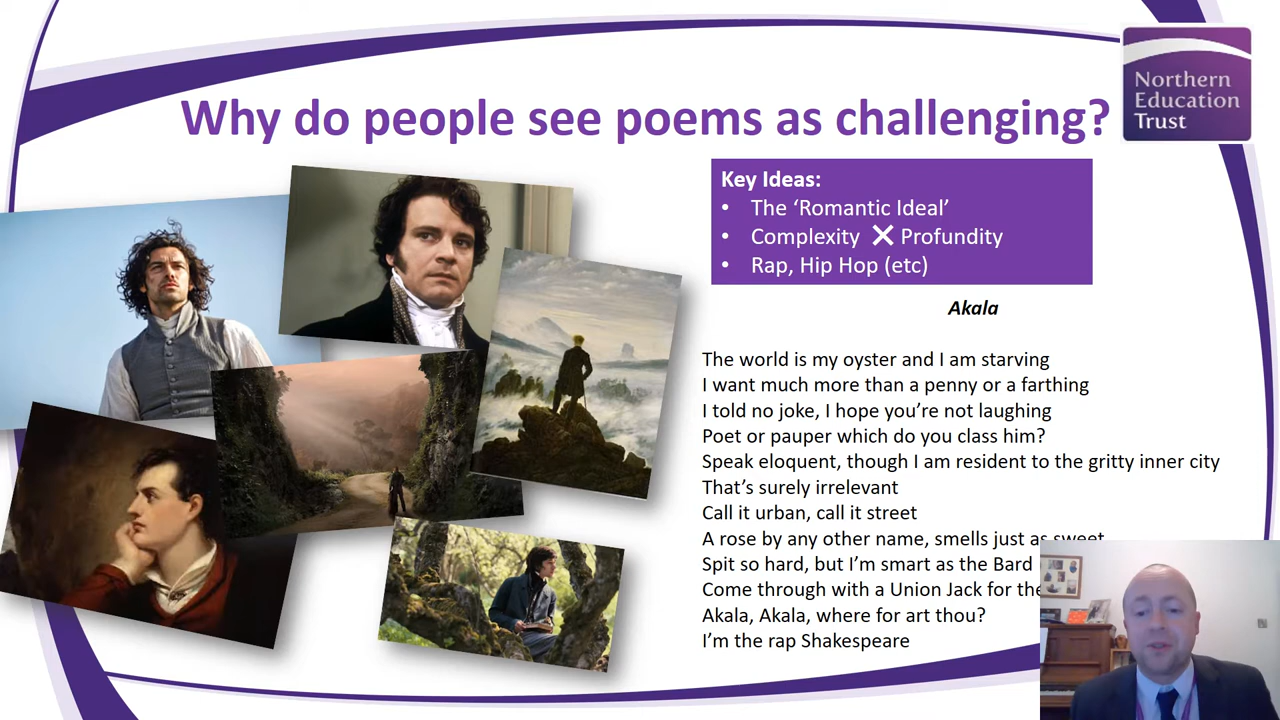 Why do people see poems as challenging?
Northern
Education
Trust
Key Ideas:
• The ‘Romantic Ideal’
• Complexity ✕ Profundity
• Rap, Hip Hop (etc)
Akala
The world is my oyster and I am starving
I want much more than a penny or a farthing
I told no joke, I hope you’re not laughing
Poet or pauper which do you class him?
Speak eloquent, though I am resident to the gritty inner city
That’s surely irrelevant
Call it urban, call it street
A rose by any other name, smells just as sweet
Spit so hard, but I’m smart as the Bard
Come through with a Union Jack for the
Akala, Akala, where for art thou?
I’m the rap Shakespeare